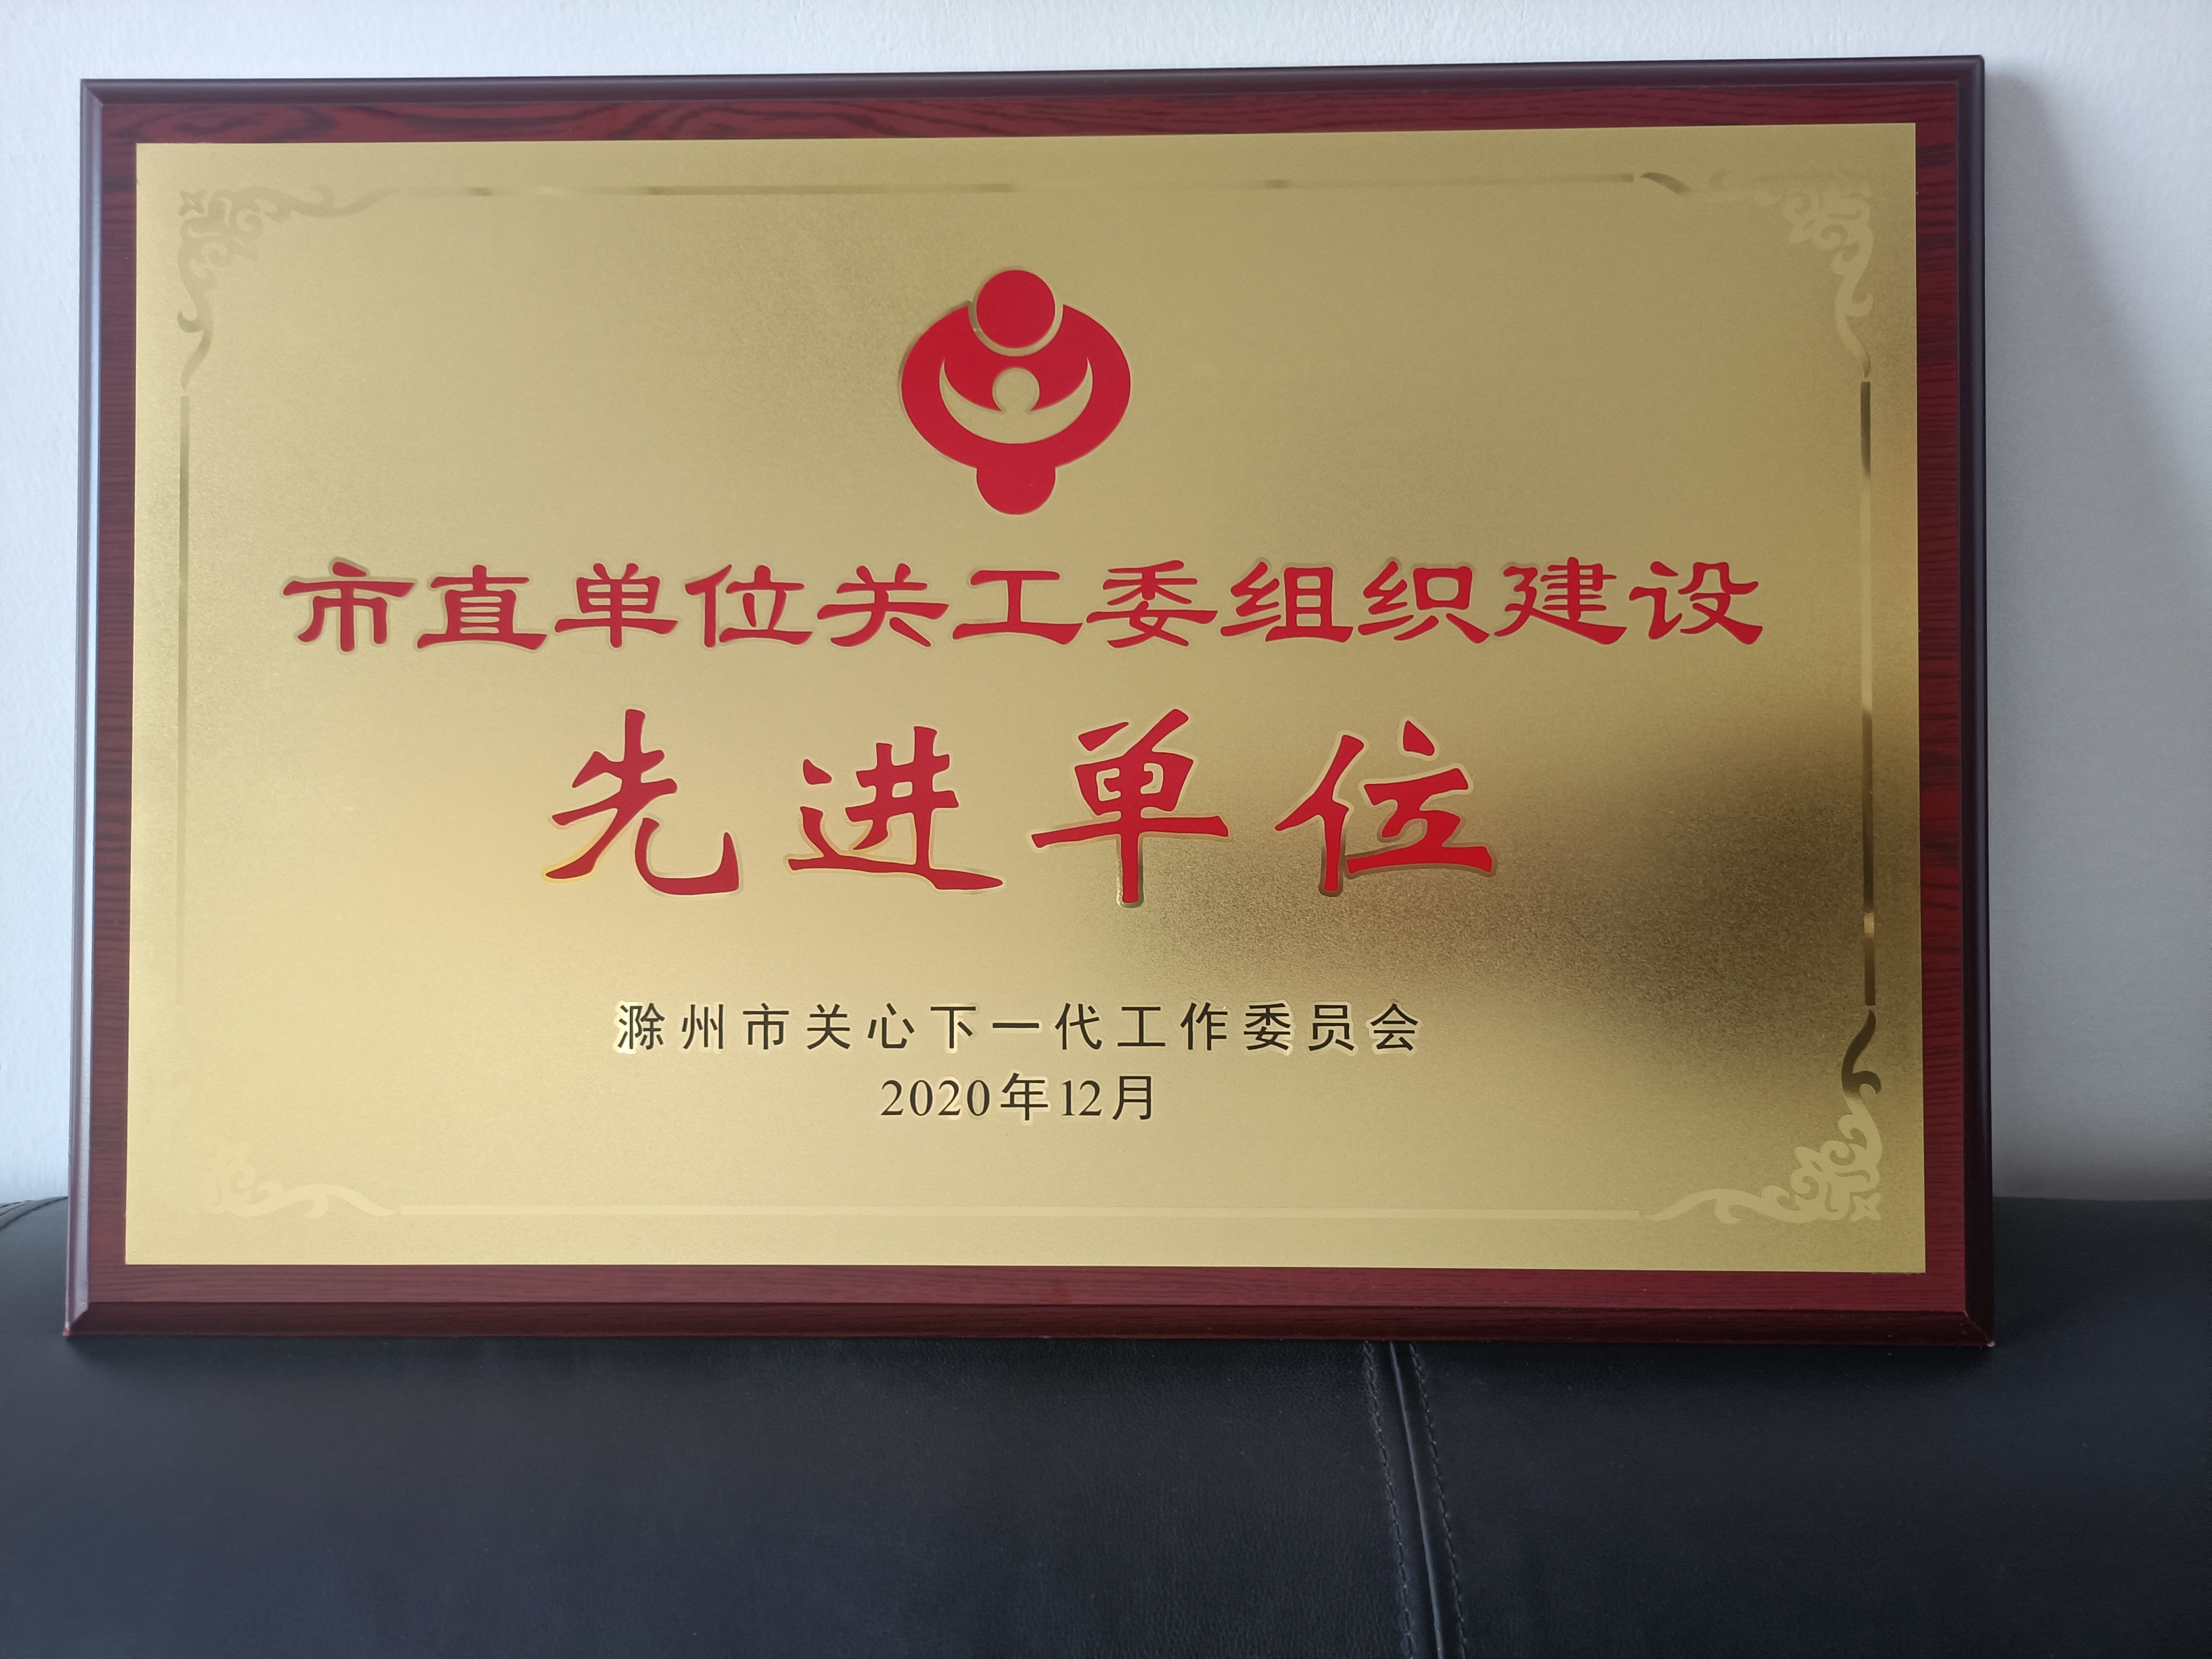 市直单位关工委组织建设
先进单位
滁州市关心下一代工作委员会
2020年12月